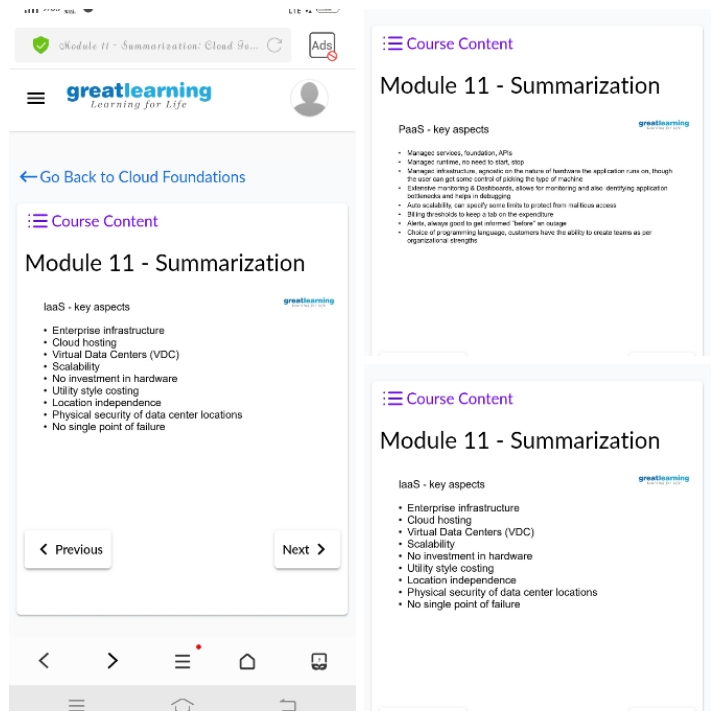 LTE
Module 11 - Summarization: Cloud Fo...
Ads
greatlearning
Learning for Life
Go Back to Cloud Foundations
Course Content
Module 11 - Summarization
greatlearning
Learning for Life
IaaS - key aspects
• Enterprise infrastructure
• Cloud hosting
• Virtual Data Centers (VDC)
• Scalability
• No investment in hardware
• Utility style costing
• Location independence
• Physical security of data center locations
• No single point of failure
Previous
Next
Course Content
Module 11 - Summarization
greatlearning
PaaS - key aspects
• Managed services, foundation, APIs
• Managed runtime, no need to start, stop
• Managed infrastructure, agnostic on the nature of hardware the application runs on, though
the user can get some control of picking the type of machine
• Extensive monitoring & Dashboards, allows for monitoring and also identifying application
bottlenecks and helps in debugging
• Auto scalability, can specify some limits to protect from malitious access
• Billing thresholds to keep a tab on the expenditure
• Alerts, always good to get informed "before" an outage
• Choice of programming language, customers have the ability to create teams as per
organizational strengths
Course Content
Module 11 - Summarization
greatlearning
Learning for Life
IaaS - key aspects
• Enterprise infrastructure
• Cloud hosting
• Virtual Data Centers (VDC)
• Scalability
• No investment in hardware
• Utility style costing
• Location independence
• Physical security of data center locations
• No single point of failure